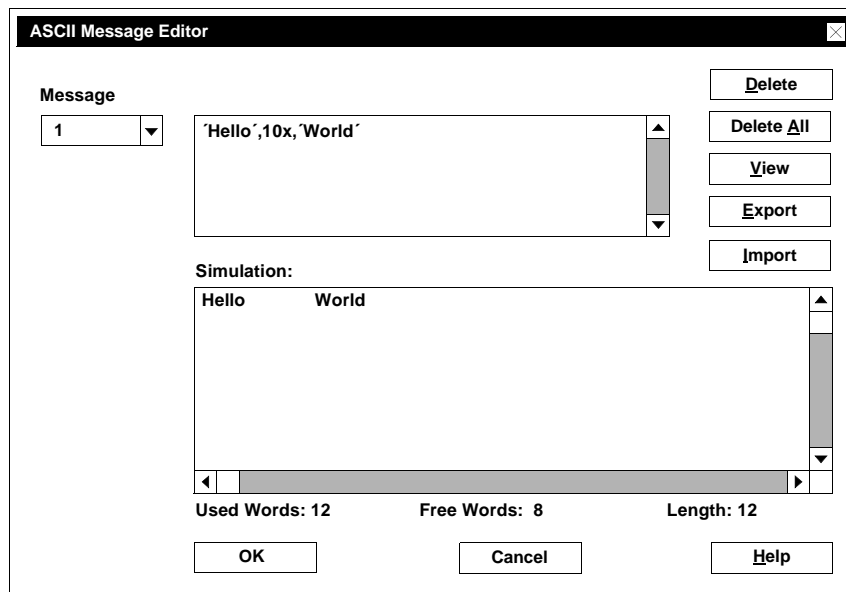 ASCII Message Editor
Message
1
´Hello´,10x,´World´
Delete
Delete All
View
Export
Import
Simulation:
Hello World
Used Words: 12 Free Words: 8 Length: 12
OK Cancel Help